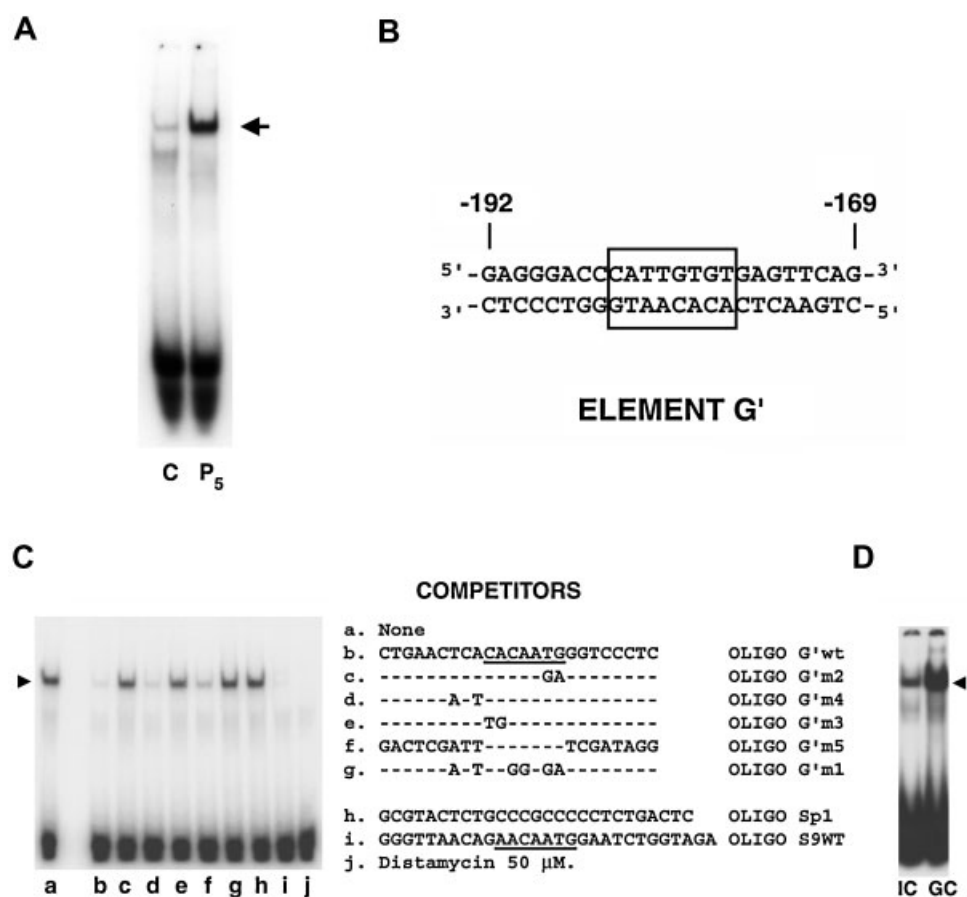 A
B
C P5
-192 -169
5'-GAGGGACCCATTGTGTGAGTTCAG-3'
3'-CTCCCTGGGTAACACACTCAAGTC-5'
ELEMENT G'
C
COMPETITORS
a. None
b. CTGAACTCACACAATGGGTCCCTC OLIGO G'wt
c. ---------------GA------- OLIGO G'm2
d. ------A-T--------------- OLIGO G'm4
e. ---------TG------------- OLIGO G'm3
f. GACTCGATT-------TCGATAGG OLIGO G'm5
g. ------A-T--GG-GA-------- OLIGO G'm1
h. GCGTACTCTGCCCGCCCCCTCTGACTC OLIGO Sp1
i. GGGTTAACAGAACAATGGAATCTGGTAGA OLIGO S9WT
j. Distamycin 50 μM.
a b c d e f g h i j
D
IC GC